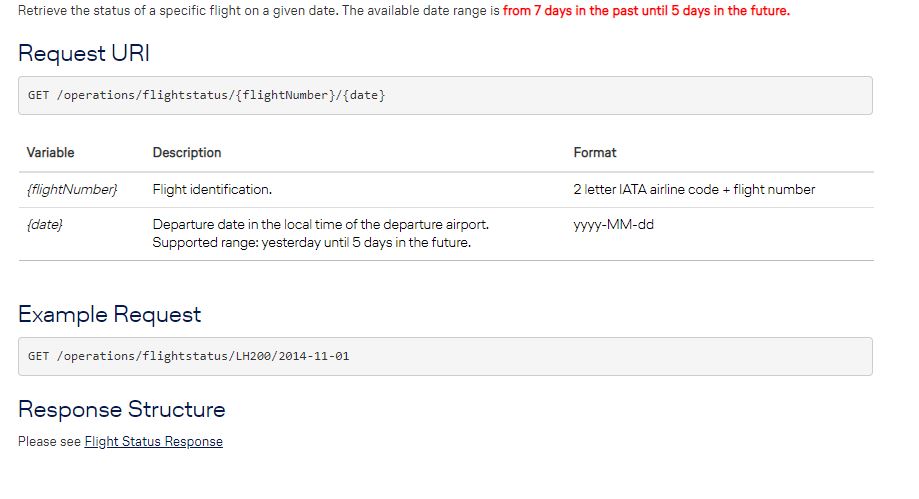 Retrieve the status of a specific flight on a given date. The available date range is from 7 days in the past until 5 days in the future.
Request URI
GET /operations/flightstatus/{flightNumber}/{date}
Variable Description Format
{flightNumber} Flight identification. 2 letter IATA airline code + flight number
{date} Departure date in the local time of the departure airport. yyyy-MM-dd
Supported range: yesterday until 5 days in the future.
Example Request
GET /operations/flightstatus/LH200/2014-11-01
Response Structure
Please see Flight Status Response